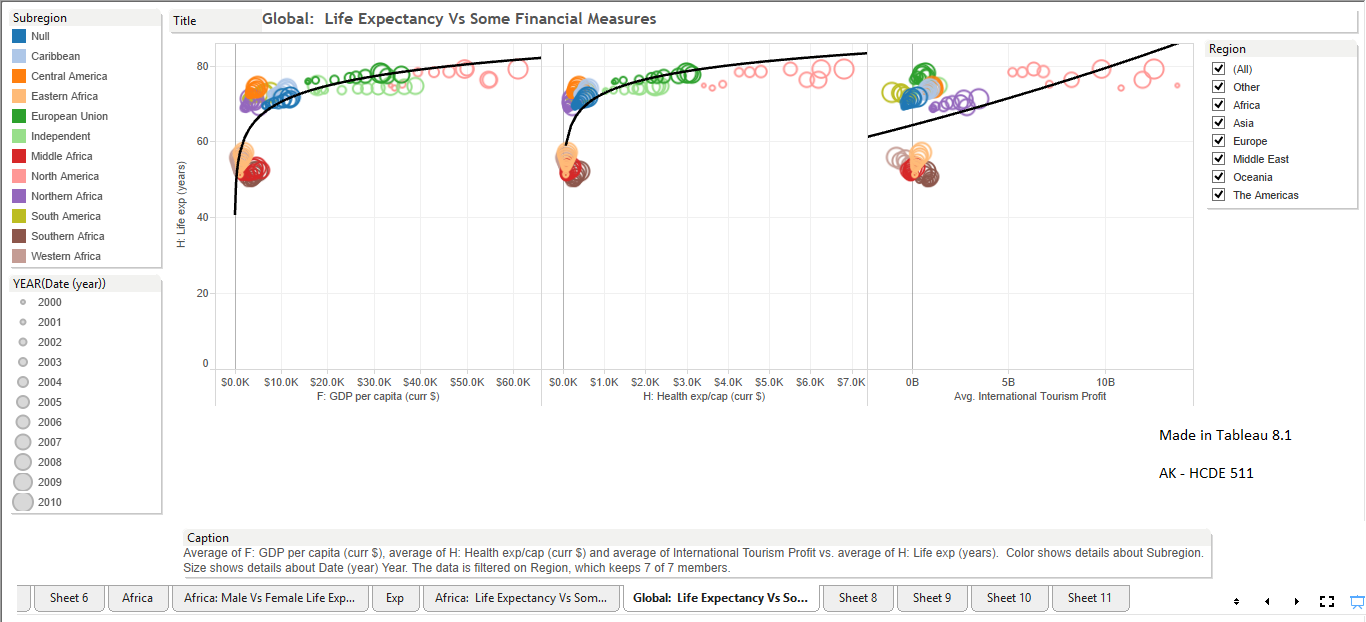 Subregion
Null
Caribbean
Central America
Eastern Africa
European Union
Independent
Middle Africa
North America
Northern Africa
South America
Southern Africa
Western Africa
YEAR(Date (year))
2000
2001
2002
2003
2004
2005
2006
2007
2008
2009
2010
Title
Global:  Life Expectancy Vs Some Financial Measures
H: Life exp (years)
80
60
40
20
0
$0.0K $10.0K $20.0K $30.0K $40.0K $50.0K $60.0K
F: GDP per capita (curr $)
$0.0K $1.0K $2.0K $3.0K $4.0K $5.0K $6.0K $7.0K
H: Health exp/cap (curr $)
0B 5B 10B
Avg. International Tourism Profit
Region
(All)
Other
Africa
Asia
Europe
Middle East
Oceania
The Americas
Made in Tableau 8.1
AK - HCDE 511
Caption
Average of F: GDP per capita (curr $), average of H: Health exp/cap (curr $) and average of International Tourism Profit vs. average of H: Life exp (years).  Color shows details about Subregion.
Size shows details about Date (year) Year. The data is filtered on Region, which keeps 7 of 7 members.
Sheet 6 Africa Africa: Male Vs Female Life Exp... Exp Africa:  Life Expectancy Vs Som... Global:  Life Expectancy Vs So... Sheet 8 Sheet 9 Sheet 10 Sheet 11